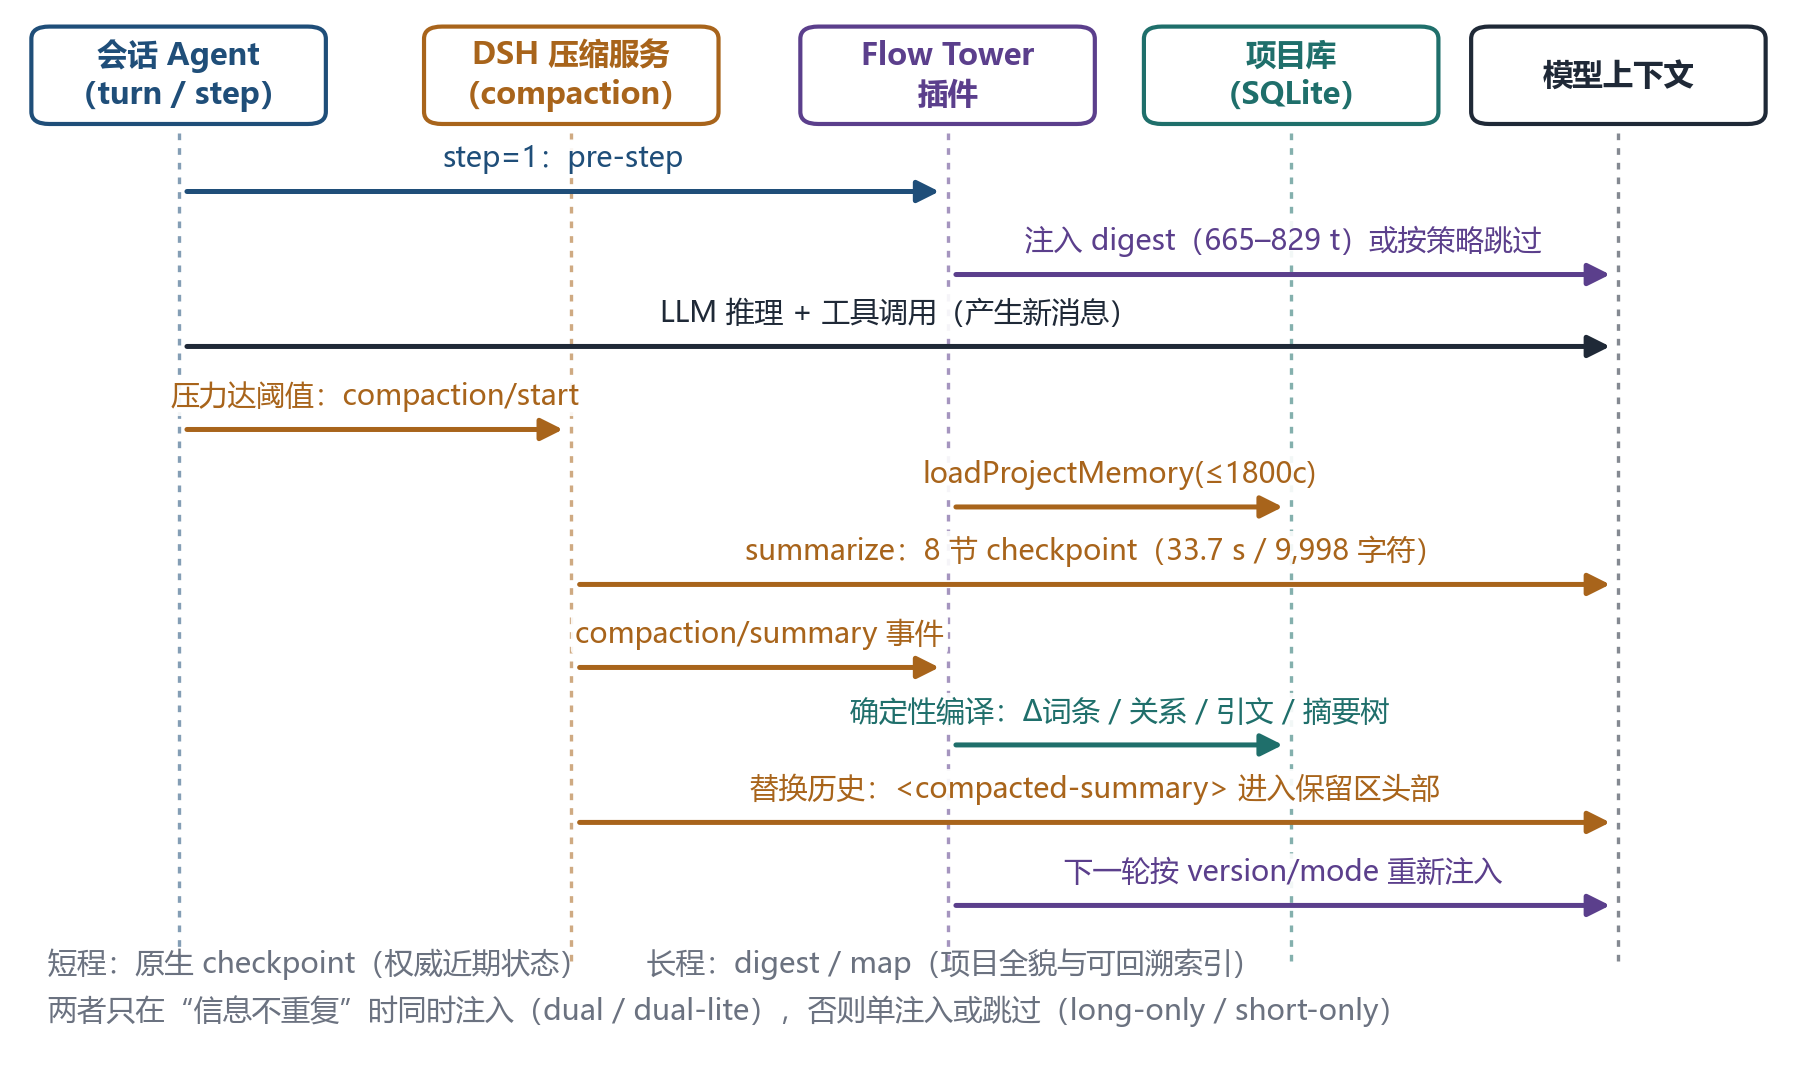 会话 Agent
（turn / step）
DSH 压缩服务
（compaction）
Flow Tower
插件
项目库
（SQLite）
模型上下文
step=1：pre-step
注入 digest（665–829 t）或按策略跳过
LLM 推理 + 工具调用（产生新消息）
压力达阈值：compaction/start
loadProjectMemory(≤1800c)
summarize：8 节 checkpoint（33.7 s / 9,998 字符）
compaction/summary 事件
确定性编译：Δ词条 / 关系 / 引文 / 摘要树
替换历史：<compacted-summary> 进入保留区头部
下一轮按 version/mode 重新注入
短程：原生 checkpoint（权威近期状态） 长程：digest / map（项目全貌与可回溯索引）
两者只在“信息不重复”时同时注入（dual / dual-lite），否则单注入或跳过（long-only / short-only）